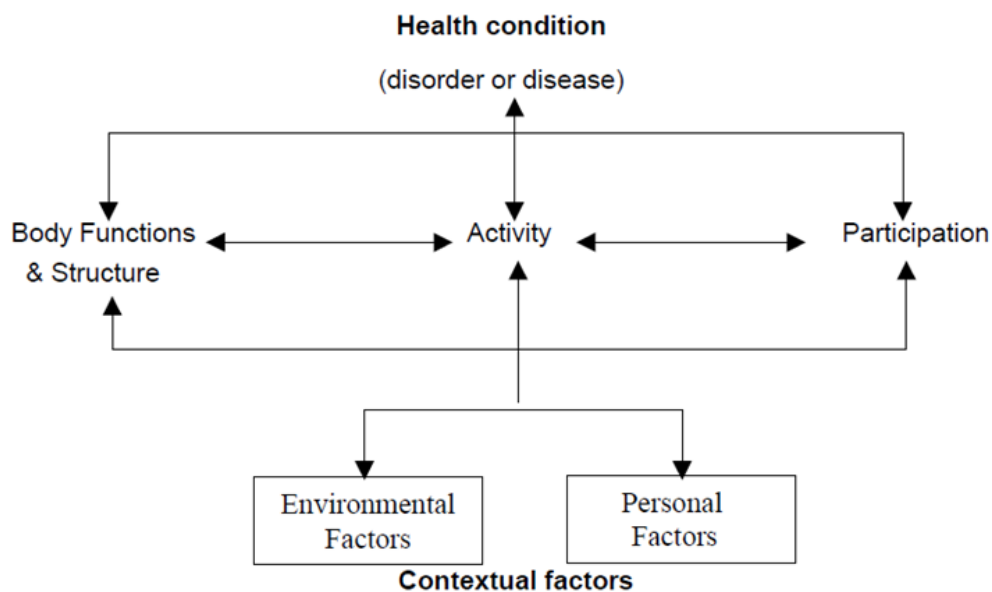 Health condition
(disorder or disease)
Body Functions
& Structure
Activity
Participation
Environmental
Factors
Personal
Factors
Contextual factors